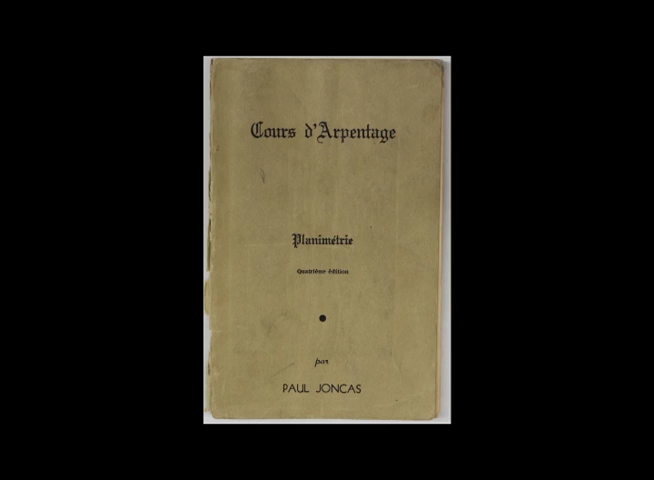 Cours d'Arpentage
Planimétrie
Quatrième édition
par
PAUL JONCAS